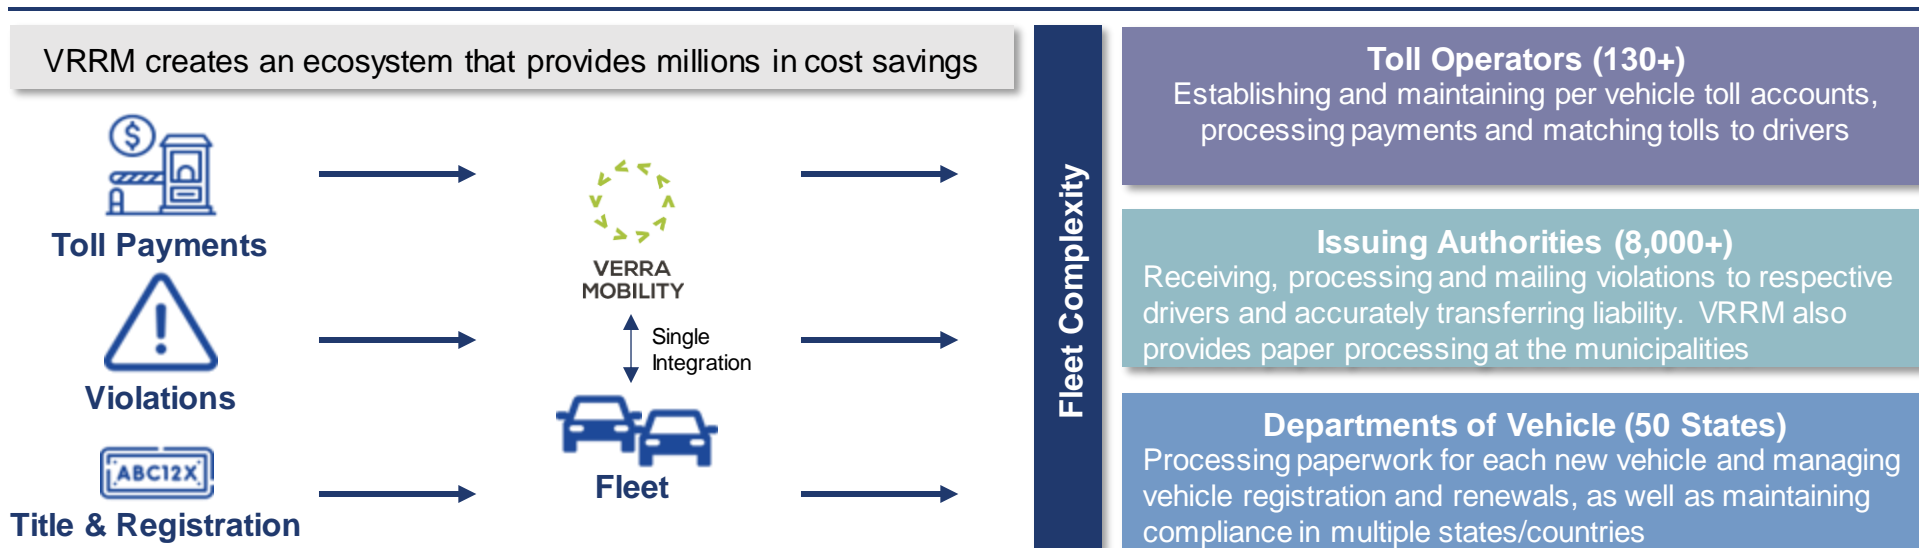 VRRM creates an ecosystem that provides millions in cost savings
$
Toll Payments
Violations
ABC12X
Title & Registration
VERRA
MOBILITY
Single
Integration
Fleet
Fleet Complexity
Toll Operators (130+)
Establishing and maintaining per vehicle toll accounts,
processing payments and matching tolls to drivers
Issuing Authorities (8,000+)
Receiving, processing and mailing violations to respective
drivers and accurately transferring liability.  VRRM also
provides paper processing at the municipalities
Departments of Vehicle (50 States)
Processing paperwork for each new vehicle and managing
vehicle registration and renewals, as well as maintaining
compliance in multiple states/countries